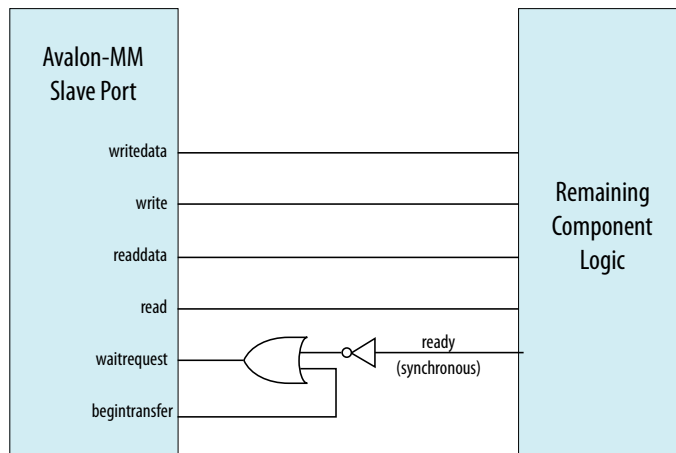 Avalon-MM
Slave Port
writedata
write
readdata
read
waitrequest
begintransfer
ready
(synchronous)
Remaining
Component
Logic